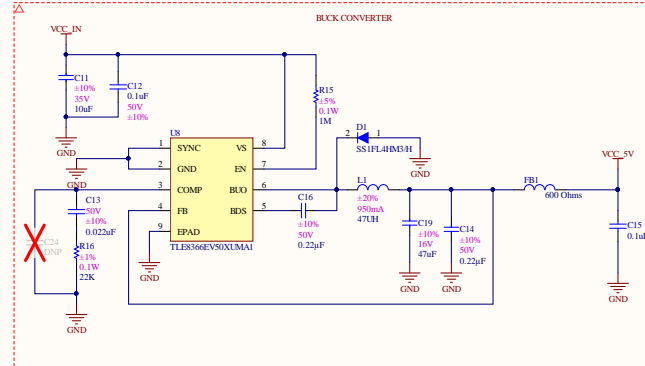 BUCK CONVERTER
VCC_IN
C11
±10%
35V
10uF
C12
0.1uF
50V
±10%
GND
R15
±5%
0.1W
1M
U8
1 SYNC VS 8
2 GND EN 7
3 COMP BUO 6
4 FB BDS 5
9 EPAD
TLE8366EV50XUMA1
GND
2 D1 1
SS1FL4HM3/H
GND
VCC_5V
C13
50V
±10%
0.022uF
C24
DNP
R16
±1%
0.1W
22K
GND
GND
C16
±10%
50V
0.22µF
L1
±20%
950mA
47UH
FB1
600 Ohms
C19
±10%
16V
47uF
GND
C14
±10%
50V
0.22µF
GND
C15
0.1u
GND